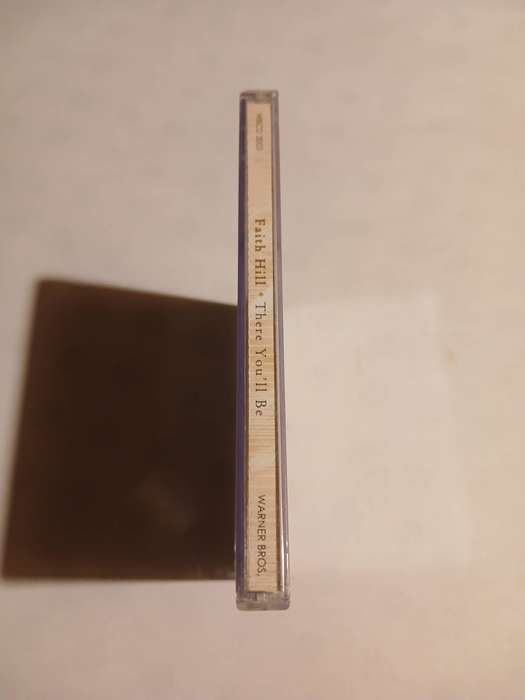 Faith Hill • There You'll Be
WARNER BROS.